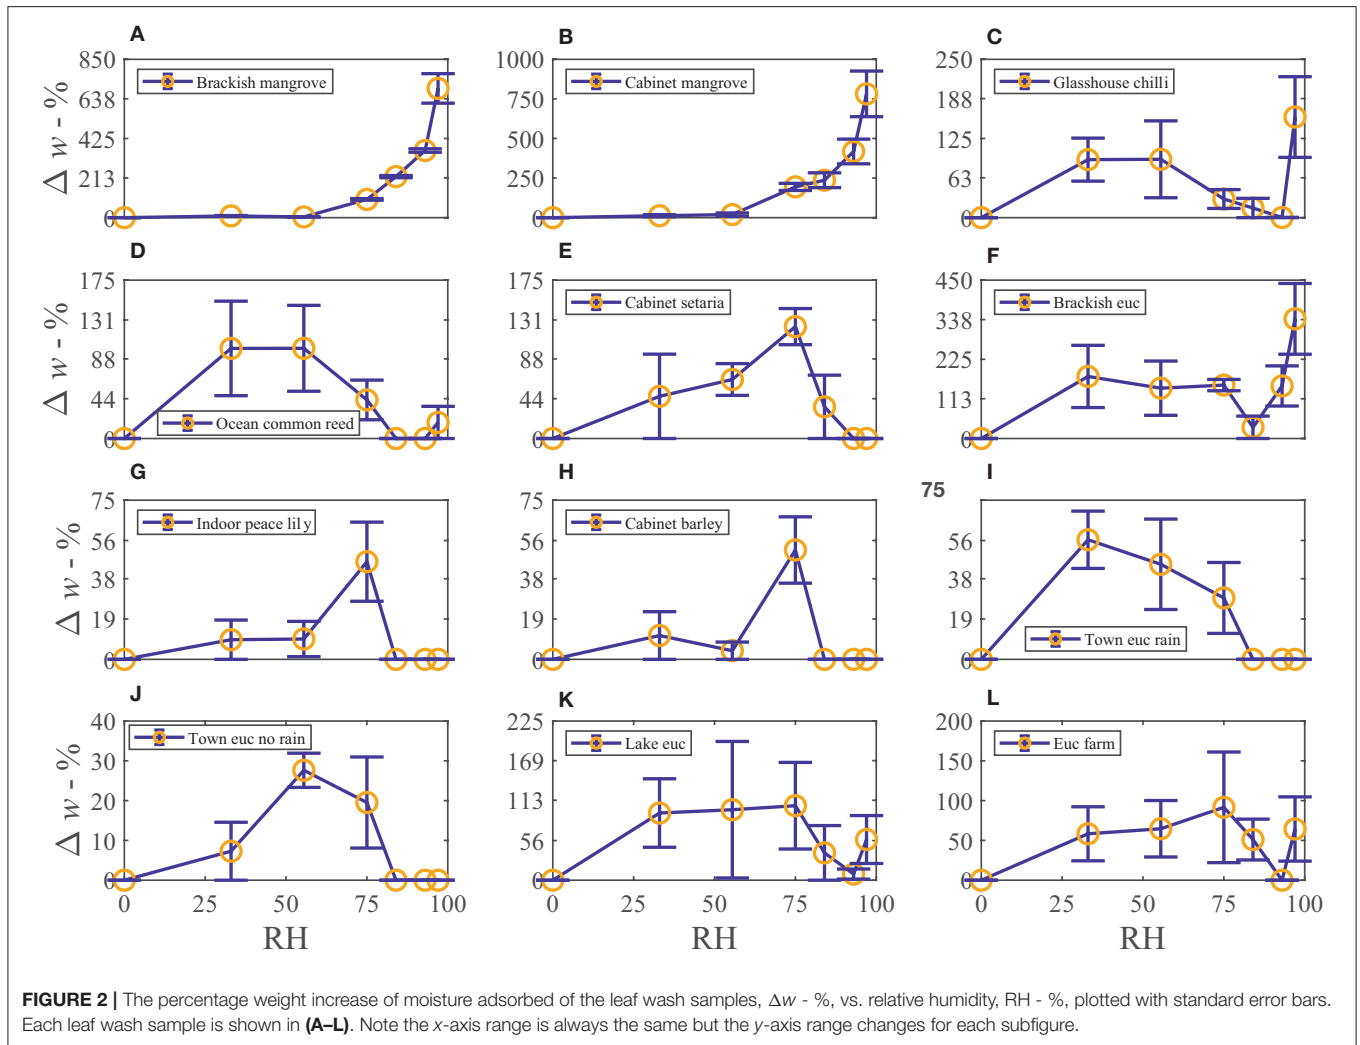 A
850
638
425
213
0
Δ w - %
Brackish mangrove
B
1000
750
500
250
0
Cabinet mangrove
C
250
188
125
63
0
Glasshouse chilli
D
175
131
88
44
0
Δ w - %
Ocean common reed
E
175
131
88
44
0
Cabinet setaria
F
450
338
225
113
0
Brackish euc
G
75
56
38
19
0
Δ w - %
Indoor peace lily
H
75
56
38
19
0
Cabinet barley
I
75
75
56
38
19
0
Town euc rain
J
40
30
20
10
0
Δ w - %
Town euc no rain
0 25 50 75 100
RH
K
225
169
113
56
0
Lake euc
0 25 50 75 100
RH
L
200
150
100
50
0
Euc farm
0 25 50 75 100
RH
FIGURE 2 | The percentage weight increase of moisture adsorbed of the leaf wash samples, Δw - %, vs. relative humidity, RH - %, plotted with standard error bars.
Each leaf wash sample is shown in (A–L). Note the x-axis range is always the same but the y-axis range changes for each subfigure.